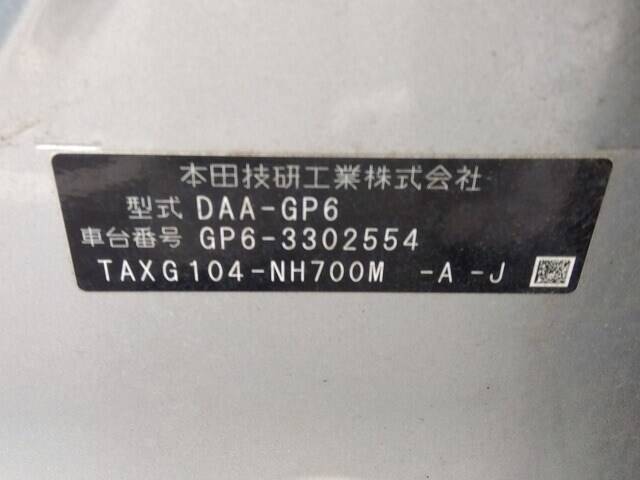 本田技研工業株式会社
型式 DAA-GP6
車台番号 GP6-3302554
TAXG104-NH700M -A -J